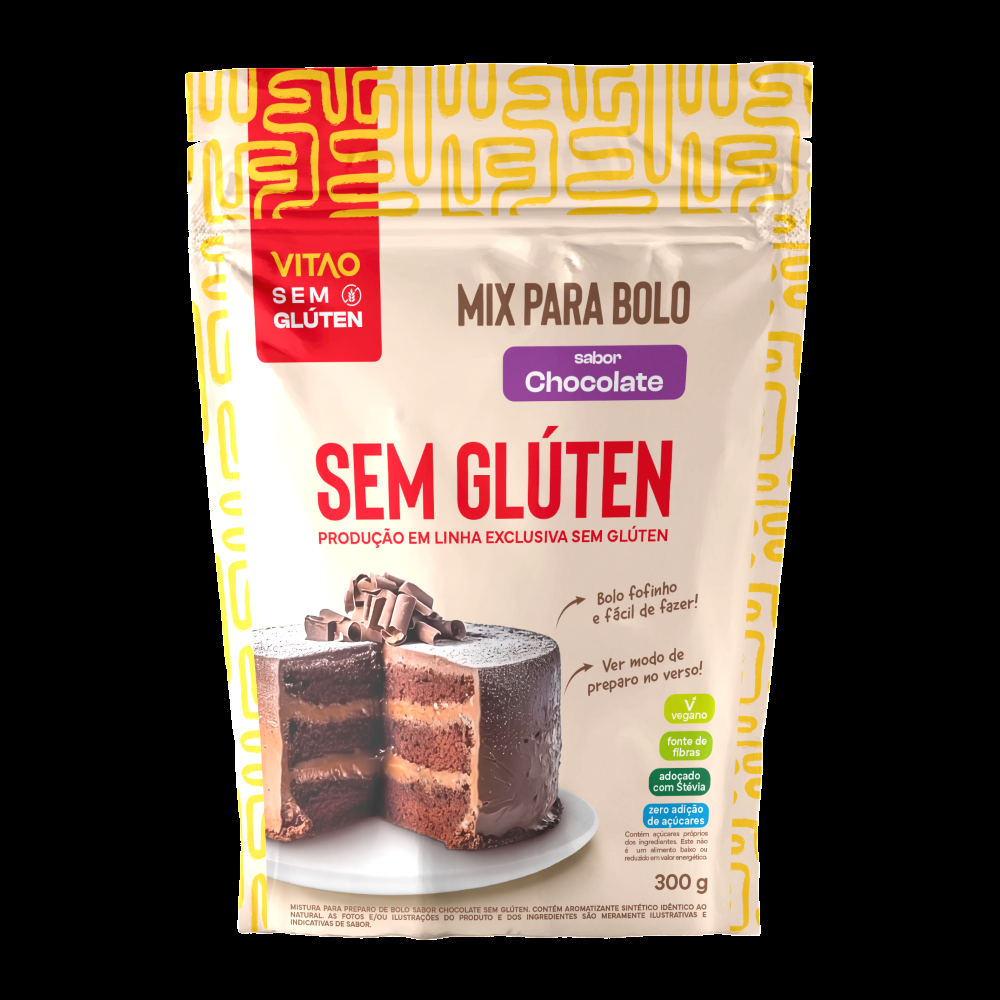 VITAO
SEM
GLÚTEN
MIX PARA BOLO
sabor
Chocolate
SEM GLÚTEN
PRODUÇÃO EM LINHA EXCLUSIVA SEM GLÚTEN
Bolo fofinho
e fácil de fazer!
Ver modo de
preparo no verso!
V
vegano
fonte de
fibras
adoçado
com Stévia
zero adição
de açúcares
Contém açúcares próprios
dos ingredientes. Este não
é um alimento baixo ou
reduzido em valor energético.
300 g
MISTURA PARA PREPARO DE BOLO SABOR CHOCOLATE SEM GLÚTEN. CONTÉM AROMATIZANTE SINTÉTICO IDÊNTICO AO
NATURAL. AS FOTOS E/OU ILUSTRAÇÕES DO PRODUTO E DOS INGREDIENTES SÃO MERAMENTE ILUSTRATIVAS E
INDICATIVAS DE SABOR.